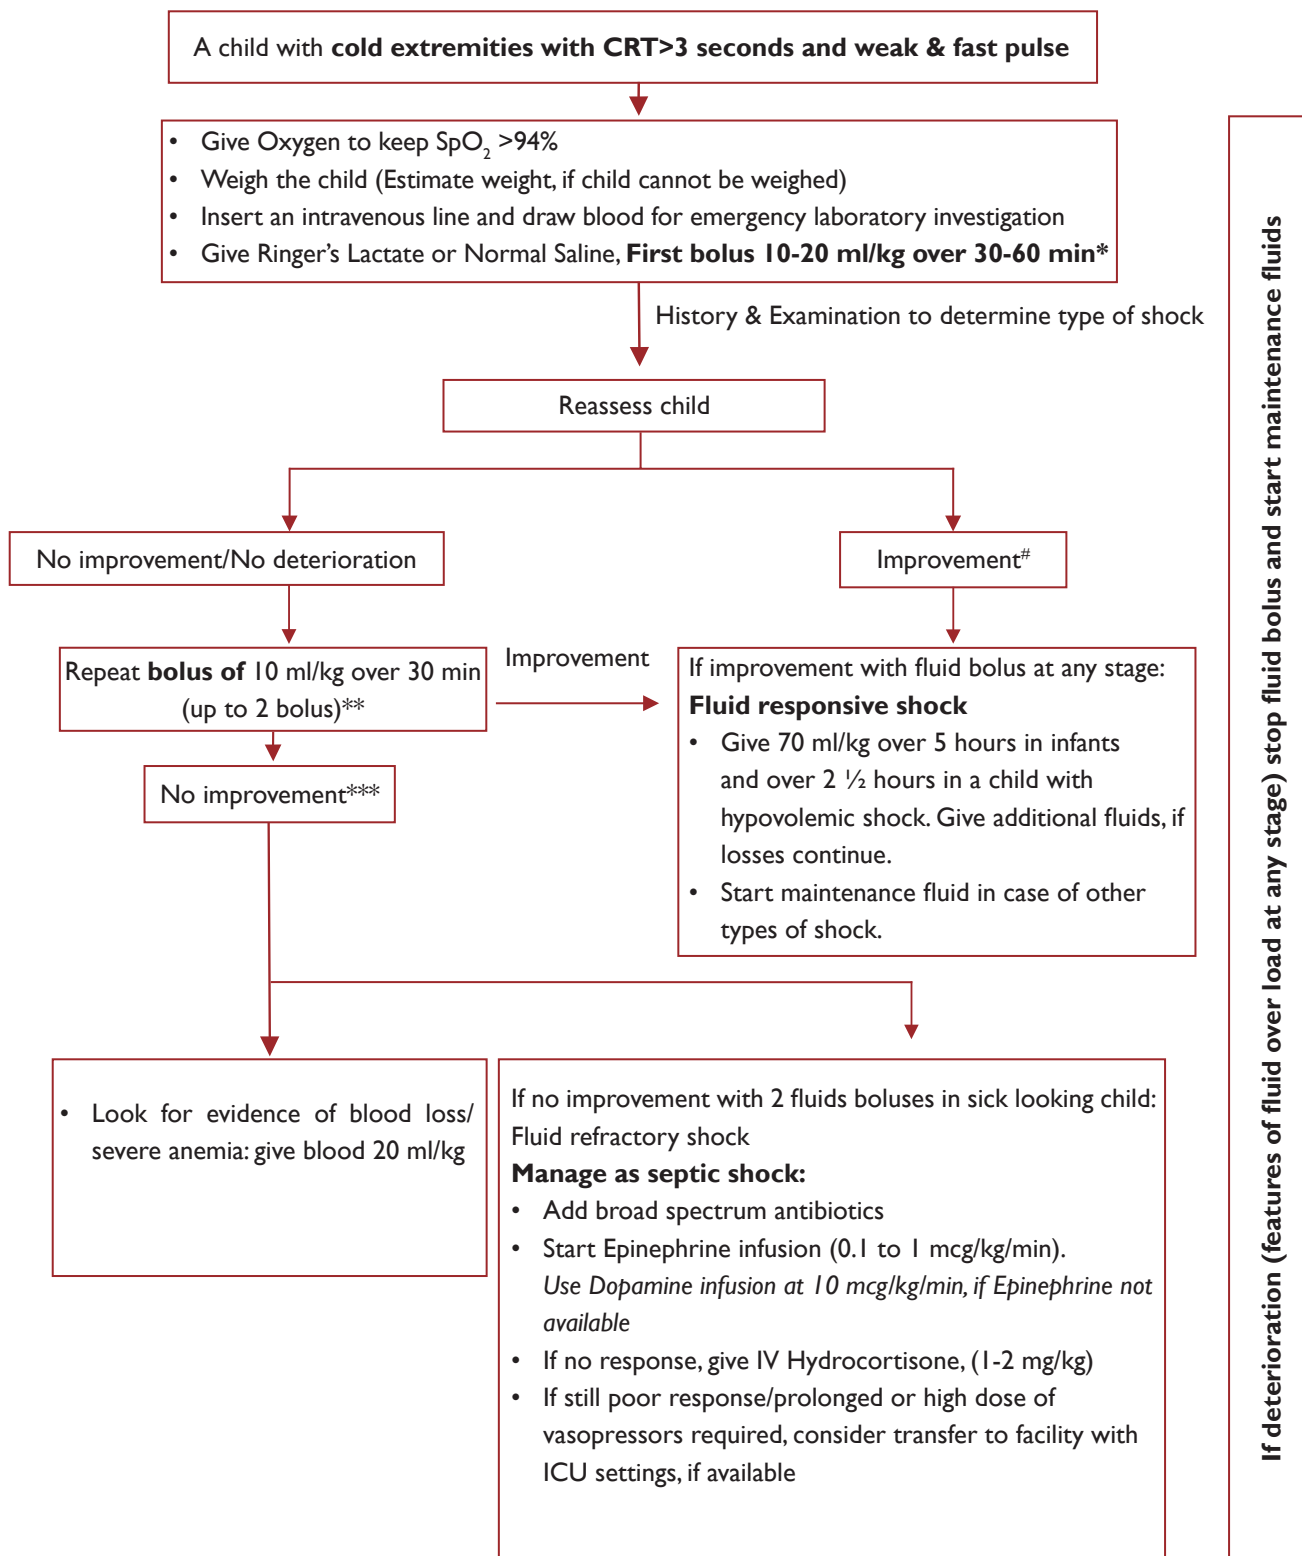 A child with cold extremities with CRT>3 seconds and weak & fast pulse
• Give Oxygen to keep SpO2 >94%
• Weigh the child (Estimate weight, if child cannot be weighed)
• Insert an intravenous line and draw blood for emergency laboratory investigation
• Give Ringer's Lactate or Normal Saline, First bolus 10-20 ml/kg over 30-60 min*
History & Examination to determine type of shock
Reassess child
No improvement/No deterioration
Improvement#
Repeat bolus of 10 ml/kg over 30 min
(up to 2 bolus)**
Improvement
If improvement with fluid bolus at any stage:
Fluid responsive shock
• Give 70 ml/kg over 5 hours in infants
and over 2 ½ hours in a child with
hypovolemic shock. Give additional fluids, if
losses continue.
• Start maintenance fluid in case of other
types of shock.
No improvement***
• Look for evidence of blood loss/
severe anemia: give blood 20 ml/kg
If no improvement with 2 fluids boluses in sick looking child:
Fluid refractory shock
Manage as septic shock:
• Add broad spectrum antibiotics
• Start Epinephrine infusion (0.1 to 1 mcg/kg/min).
Use Dopamine infusion at 10 mcg/kg/min, if Epinephrine not
available
• If no response, give IV Hydrocortisone, (1-2 mg/kg)
• If still poor response/prolonged or high dose of
vasopressors required, consider transfer to facility with
ICU settings, if available
If deterioration (features of fluid over load at any stage) stop fluid bolus and start maintenance fluids